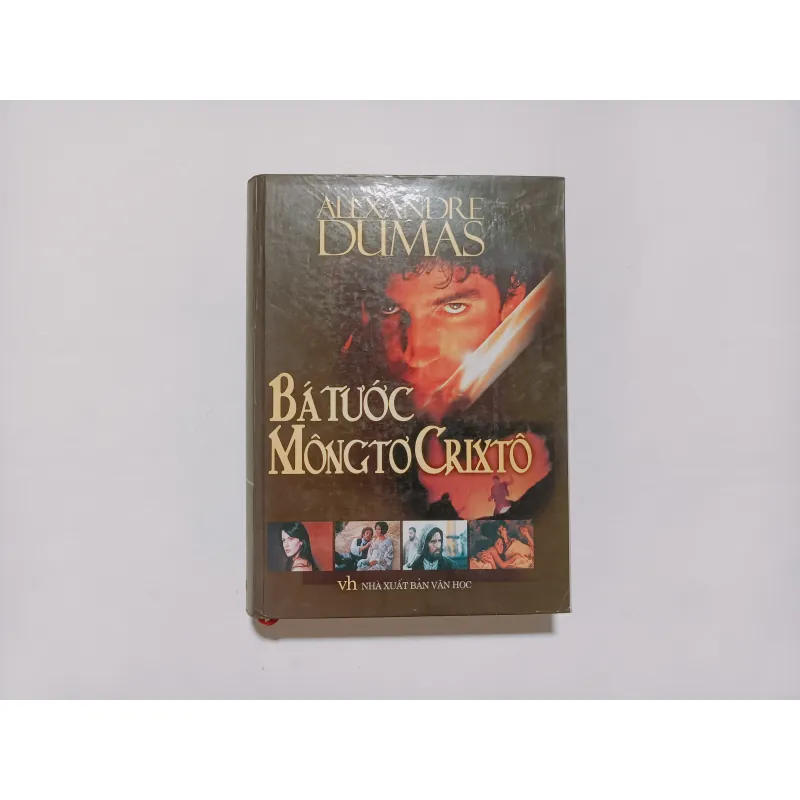 ALEXANDRE
DUMAS
BÁ TƯỚC
MÔNGTƠ CRIXTÔ
vh NHÀ XUẤT BẢN VĂN HỌC